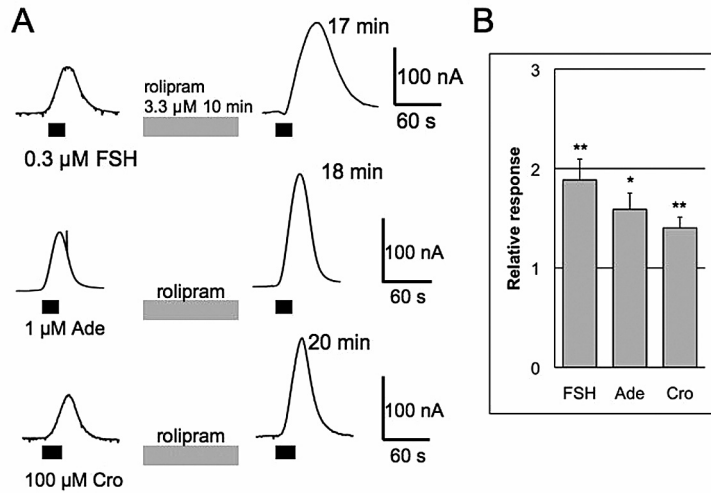 A
17 min
rolipram
3.3 µM 10 min
100 nA
60 s
0.3 µM FSH
18 min
100 nA
rolipram
60 s
1 µM Ade
20 min
100 nA
rolipram
60 s
100 µM Cro
B
3
2
1
0
Relative response
**
*
**
FSH Ade Cro